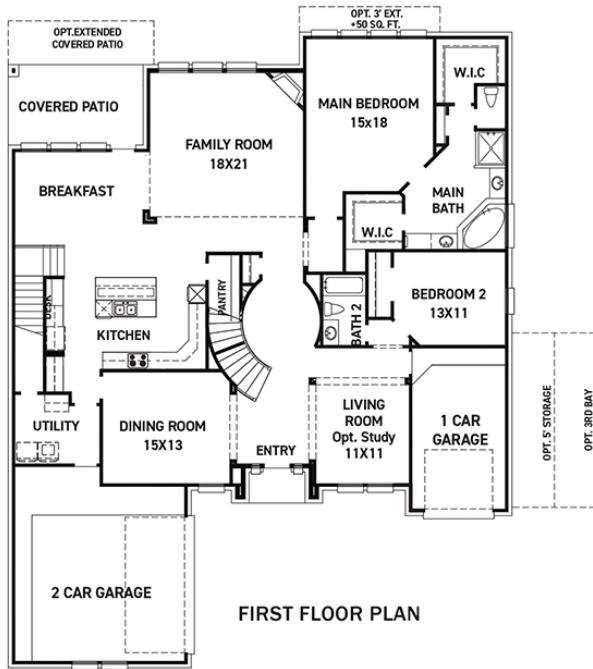 OPT. 3' EXT.
+50 SQ. FT.
OPT.EXTENDED
COVERED PATIO
W.I.C
COVERED PATIO
MAIN BEDROOM
15x18
FAMILY ROOM
18X21
BREAKFAST
MAIN
BATH
W.I.C
PANTRY
BEDROOM 2
13X11
DESK
BATH 2
KITCHEN
UTILITY
DINING ROOM
15X13
LIVING
ROOM
Opt. Study
11X11
1 CAR
GARAGE
OPT. 5' STORAGE
OPT. 3RD BAY
ENTRY
2 CAR GARAGE
FIRST FLOOR PLAN